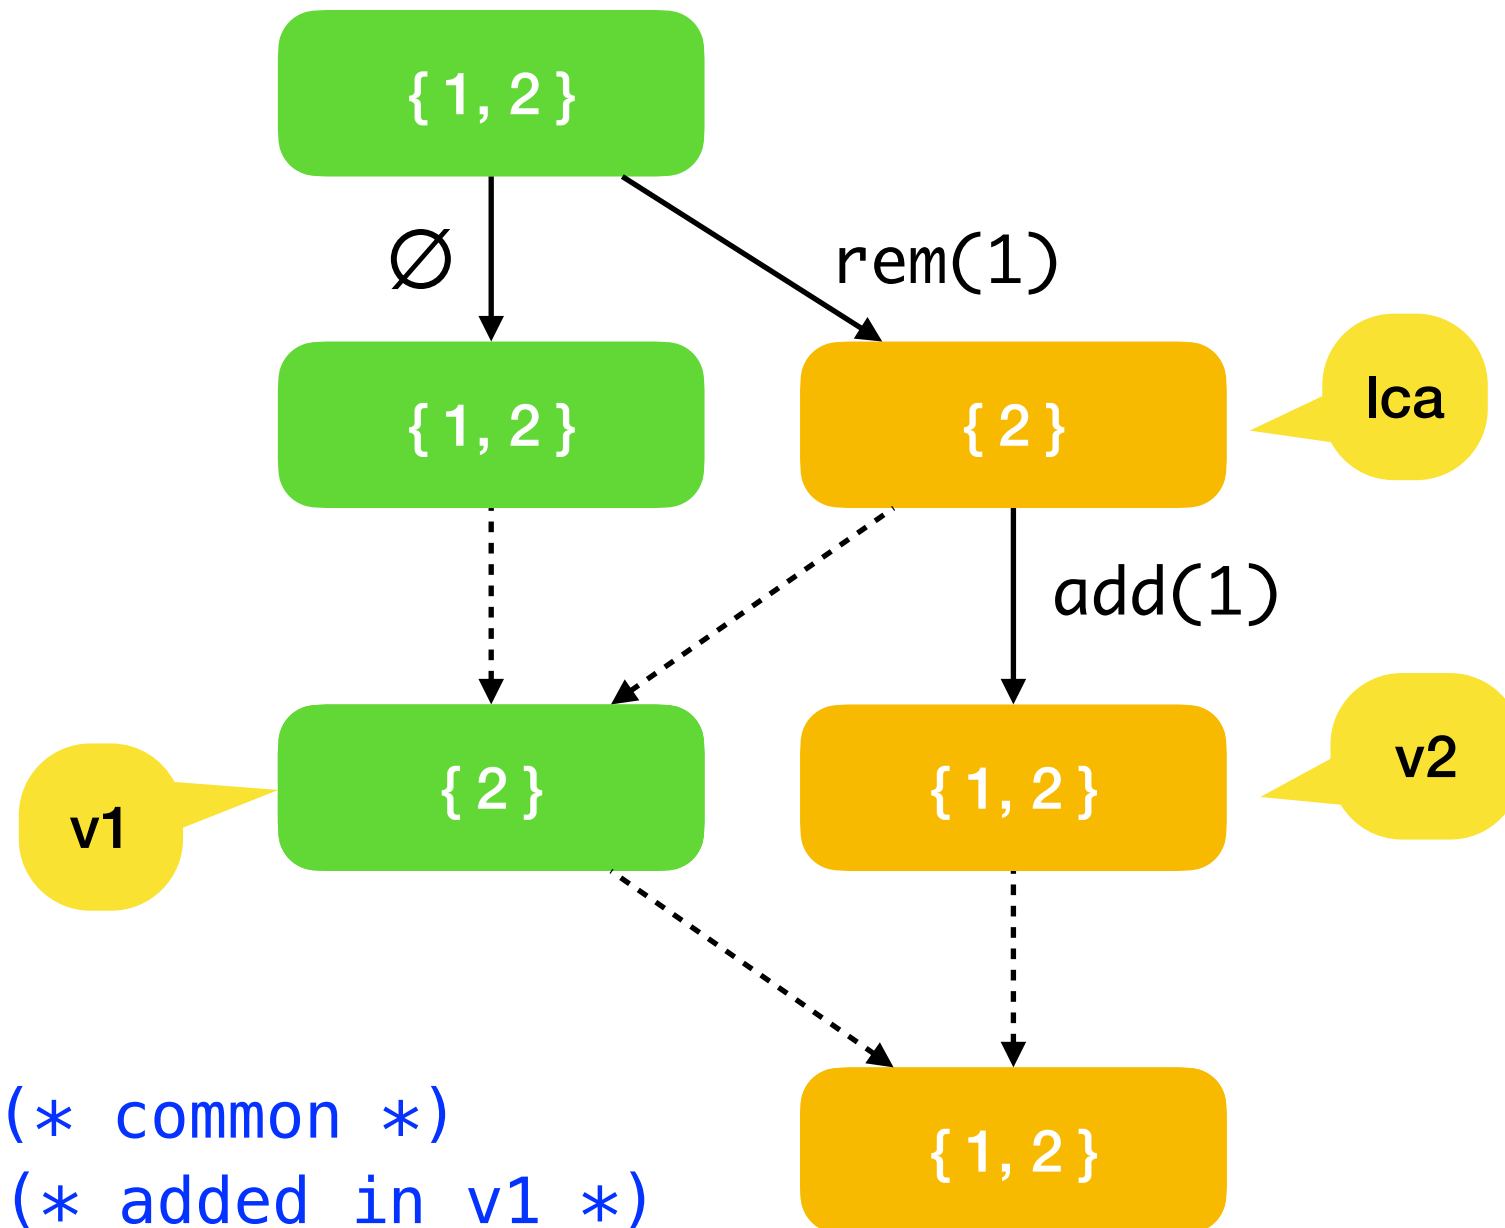 { 1, 2 }
∅
rem(1)
{ 1, 2 }
{ 2 }
lca
add(1)
{ 2 }
{ 1, 2 }
v1
v2
(* common *)
{ 1, 2 }
(* added in v1 *)